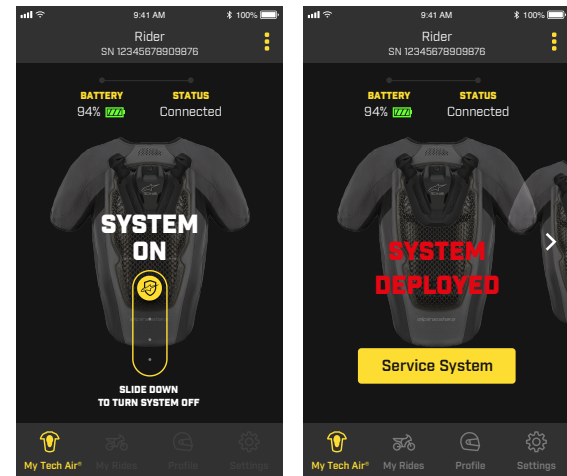 9:41 AM
100%
Rider
SN 12345678909876
BATTERY
STATUS
94%
Connected
SYSTEM
ON
SLIDE DOWN
TO TURN SYSTEM OFF
My Tech Air®
My Rides
Profile
Settings
9:41 AM
100%
Rider
SN 12345678909876
BATTERY
STATUS
94%
Connected
SYSTEM
DEPLOYED
Service System
My Tech Air®
My Rides
Profile
Settings